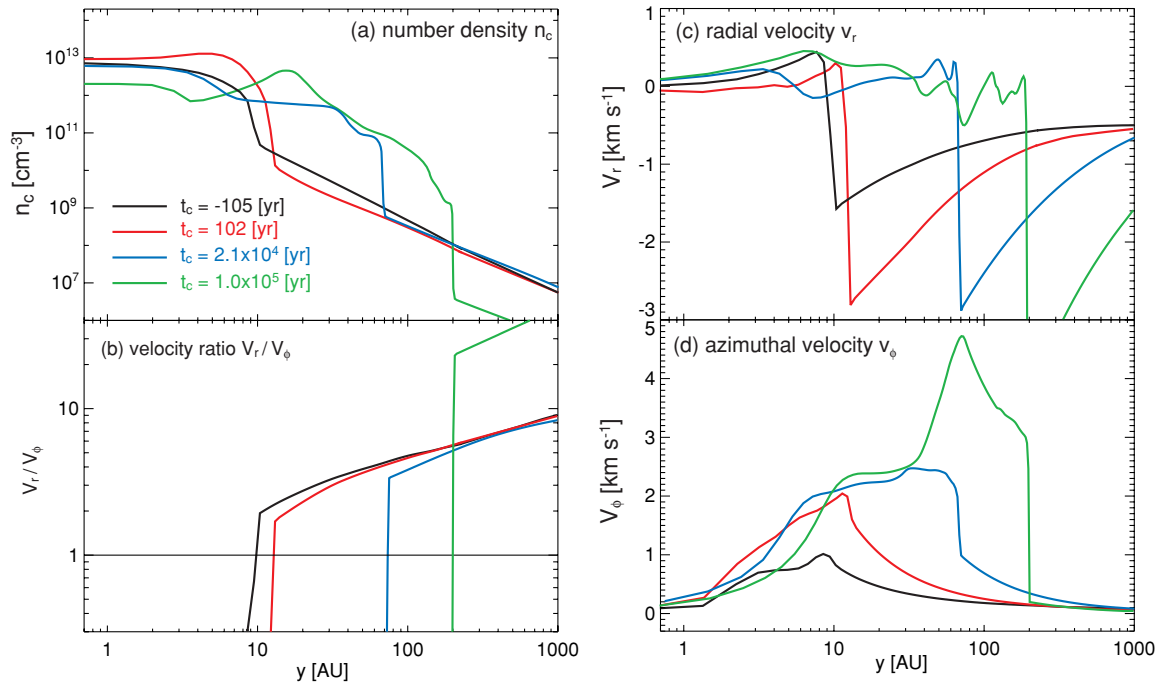 (a) number density n_c
10^13
10^11
10^9
10^7
n_c [cm^-3]
t_c = -105 [yr]
t_c = 102 [yr]
t_c = 2.1x10^4 [yr]
t_c = 1.0x10^5 [yr]
(b) velocity ratio V_r / V_ϕ
10
1
V_r / V_ϕ
1 10 100 1000
y [AU]
(c) radial velocity v_r
1
0
-1
-2
-3
V_r [km s^-1]
(d) azimuthal velocity v_ϕ
5
4
3
2
1
0
V_ϕ [km s^-1]
1 10 100 1000
y [AU]